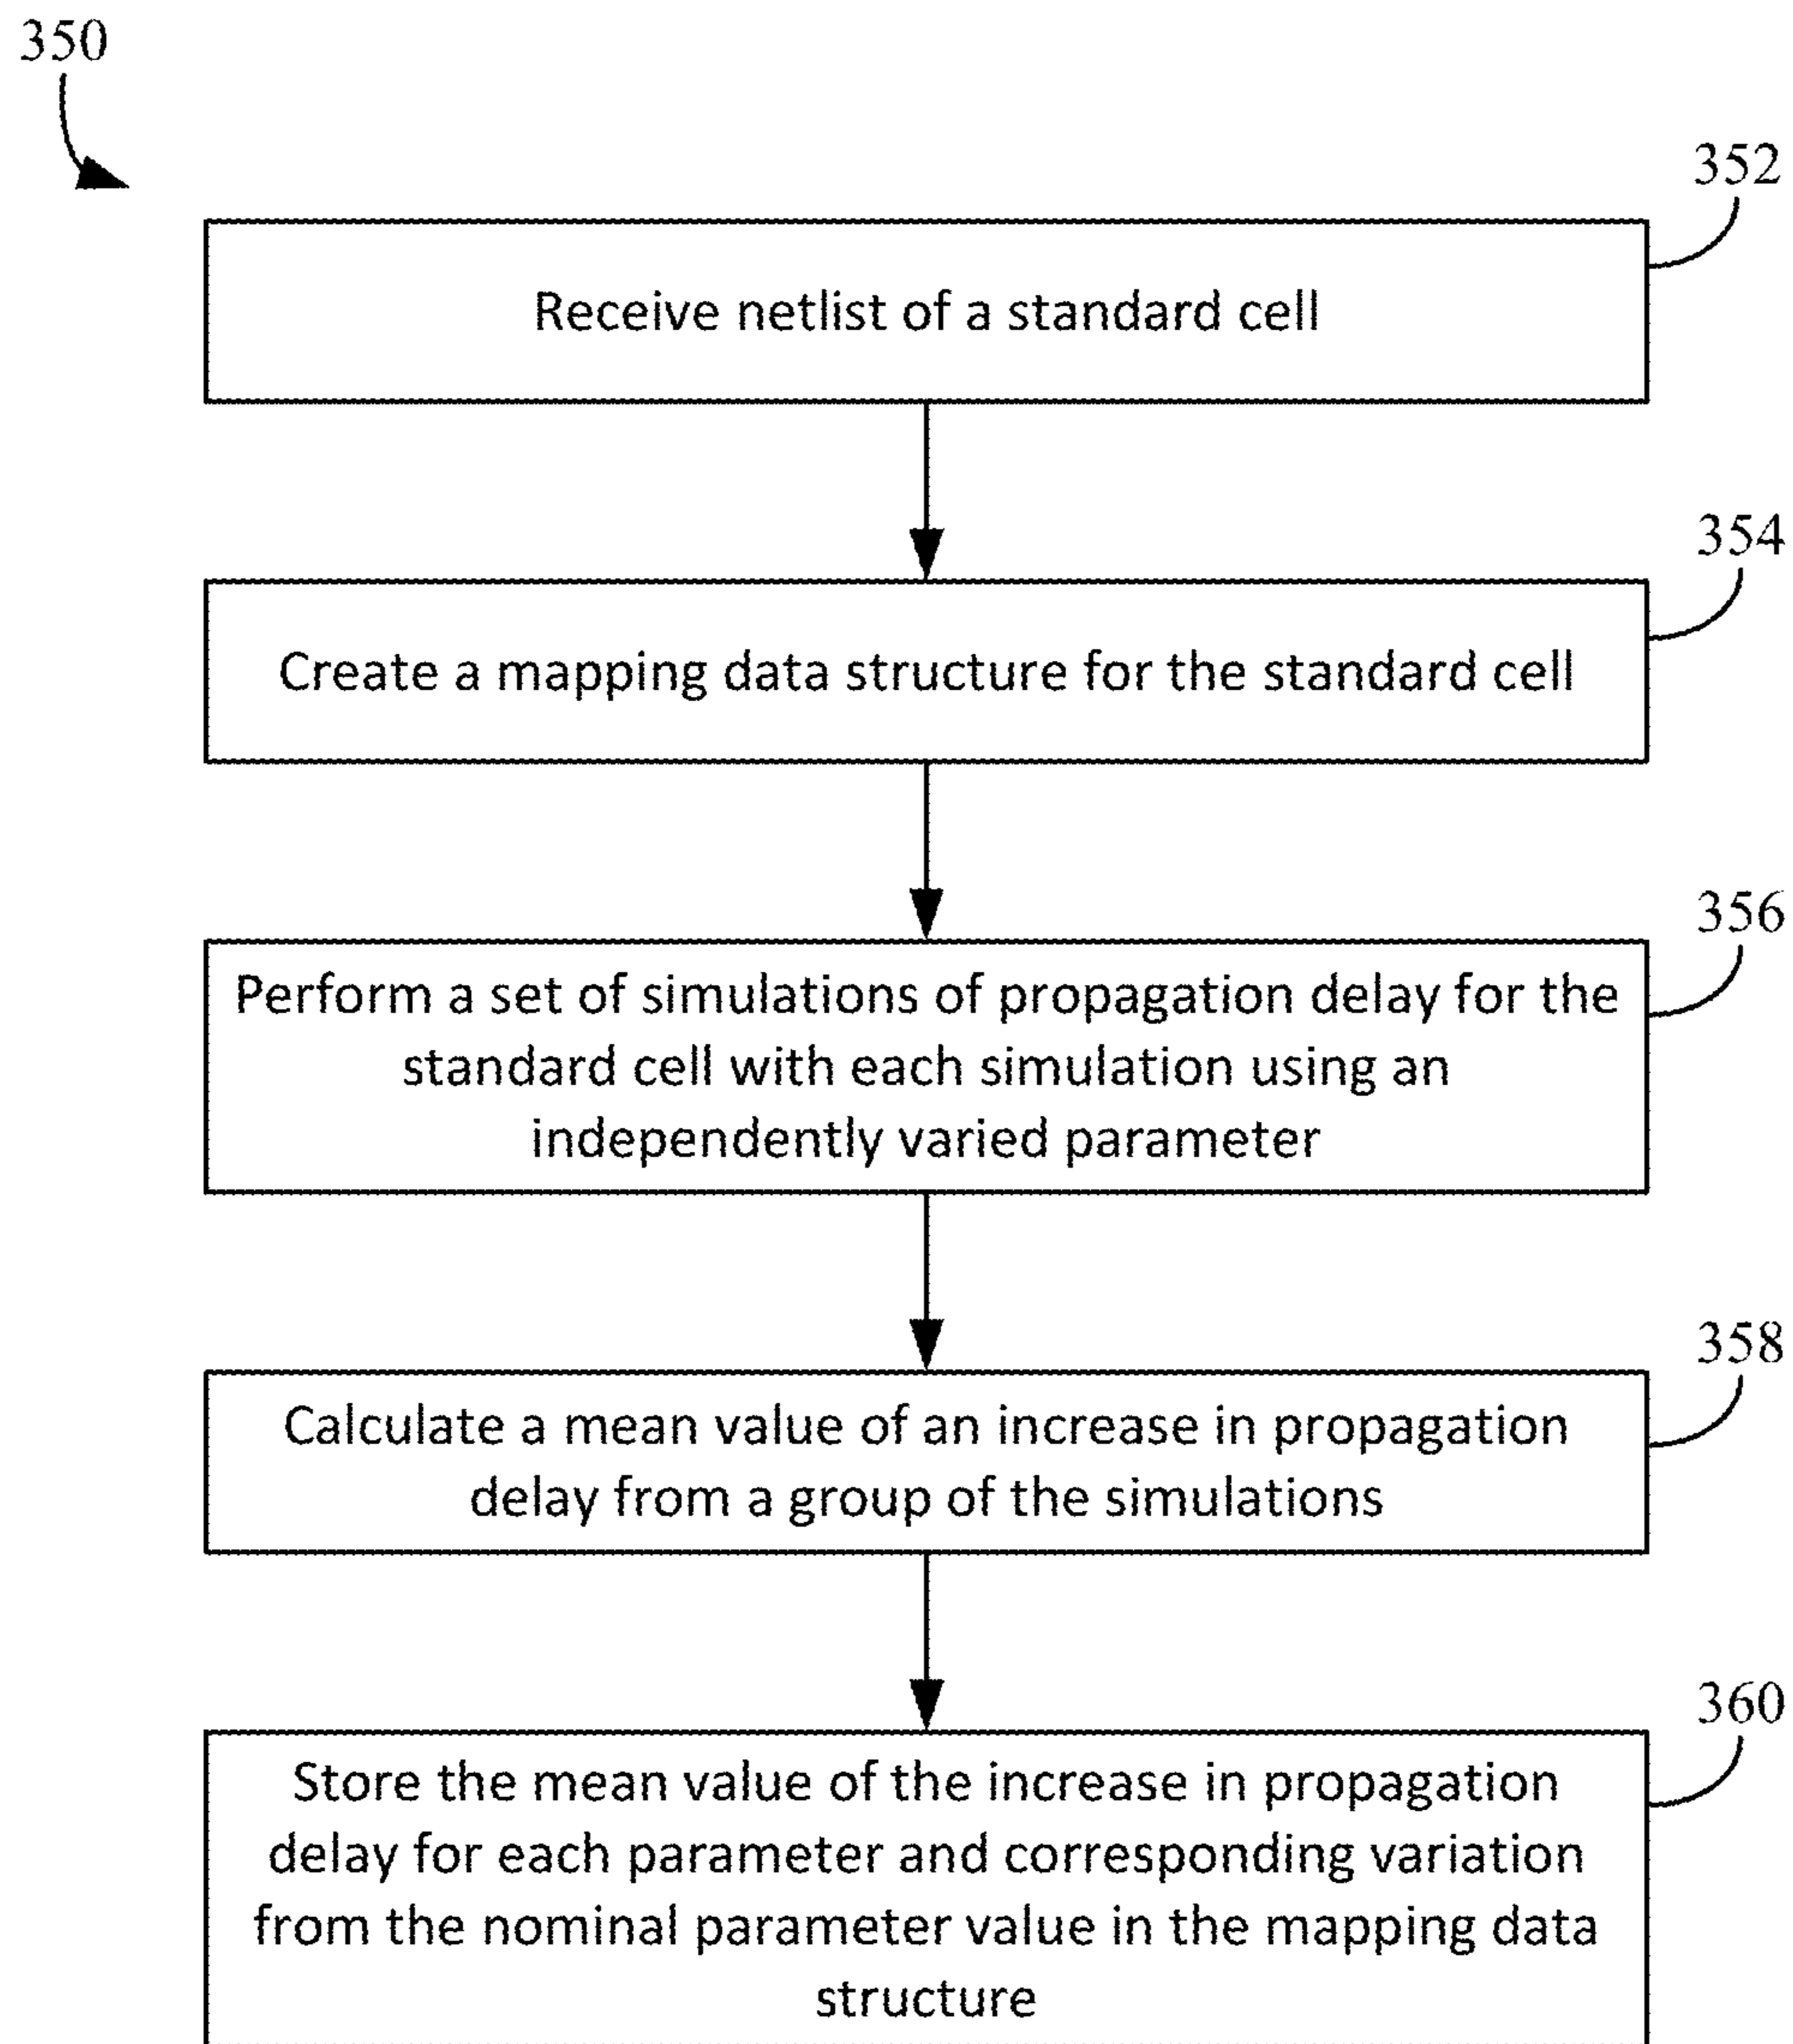 350
352
Receive netlist of a standard cell
354
Create a mapping data structure for the standard cell
356
Perform a set of simulations of propagation delay for the
standard cell with each simulation using an
independently varied parameter
358
Calculate a mean value of an increase in propagation
delay from a group of the simulations
360
Store the mean value of the increase in propagation
delay for each parameter and corresponding variation
from the nominal parameter value in the mapping data
structure